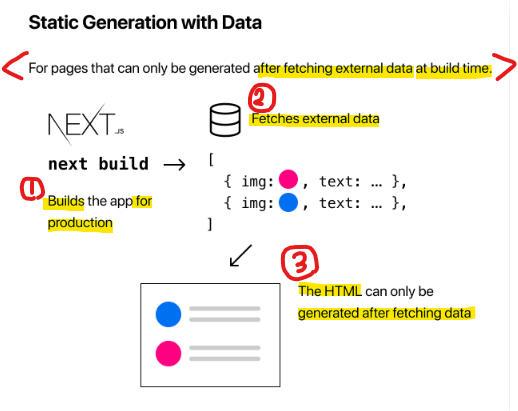 Static Generation with Data
< For pages that can only be generated after fetching external data at build time. >
2
NEXT.JS
Fetches external data
next build →
[
{ img: , text: … },
{ img: , text: … },
]
1
Builds the app for
production
3
The HTML can only be
generated after fetching data